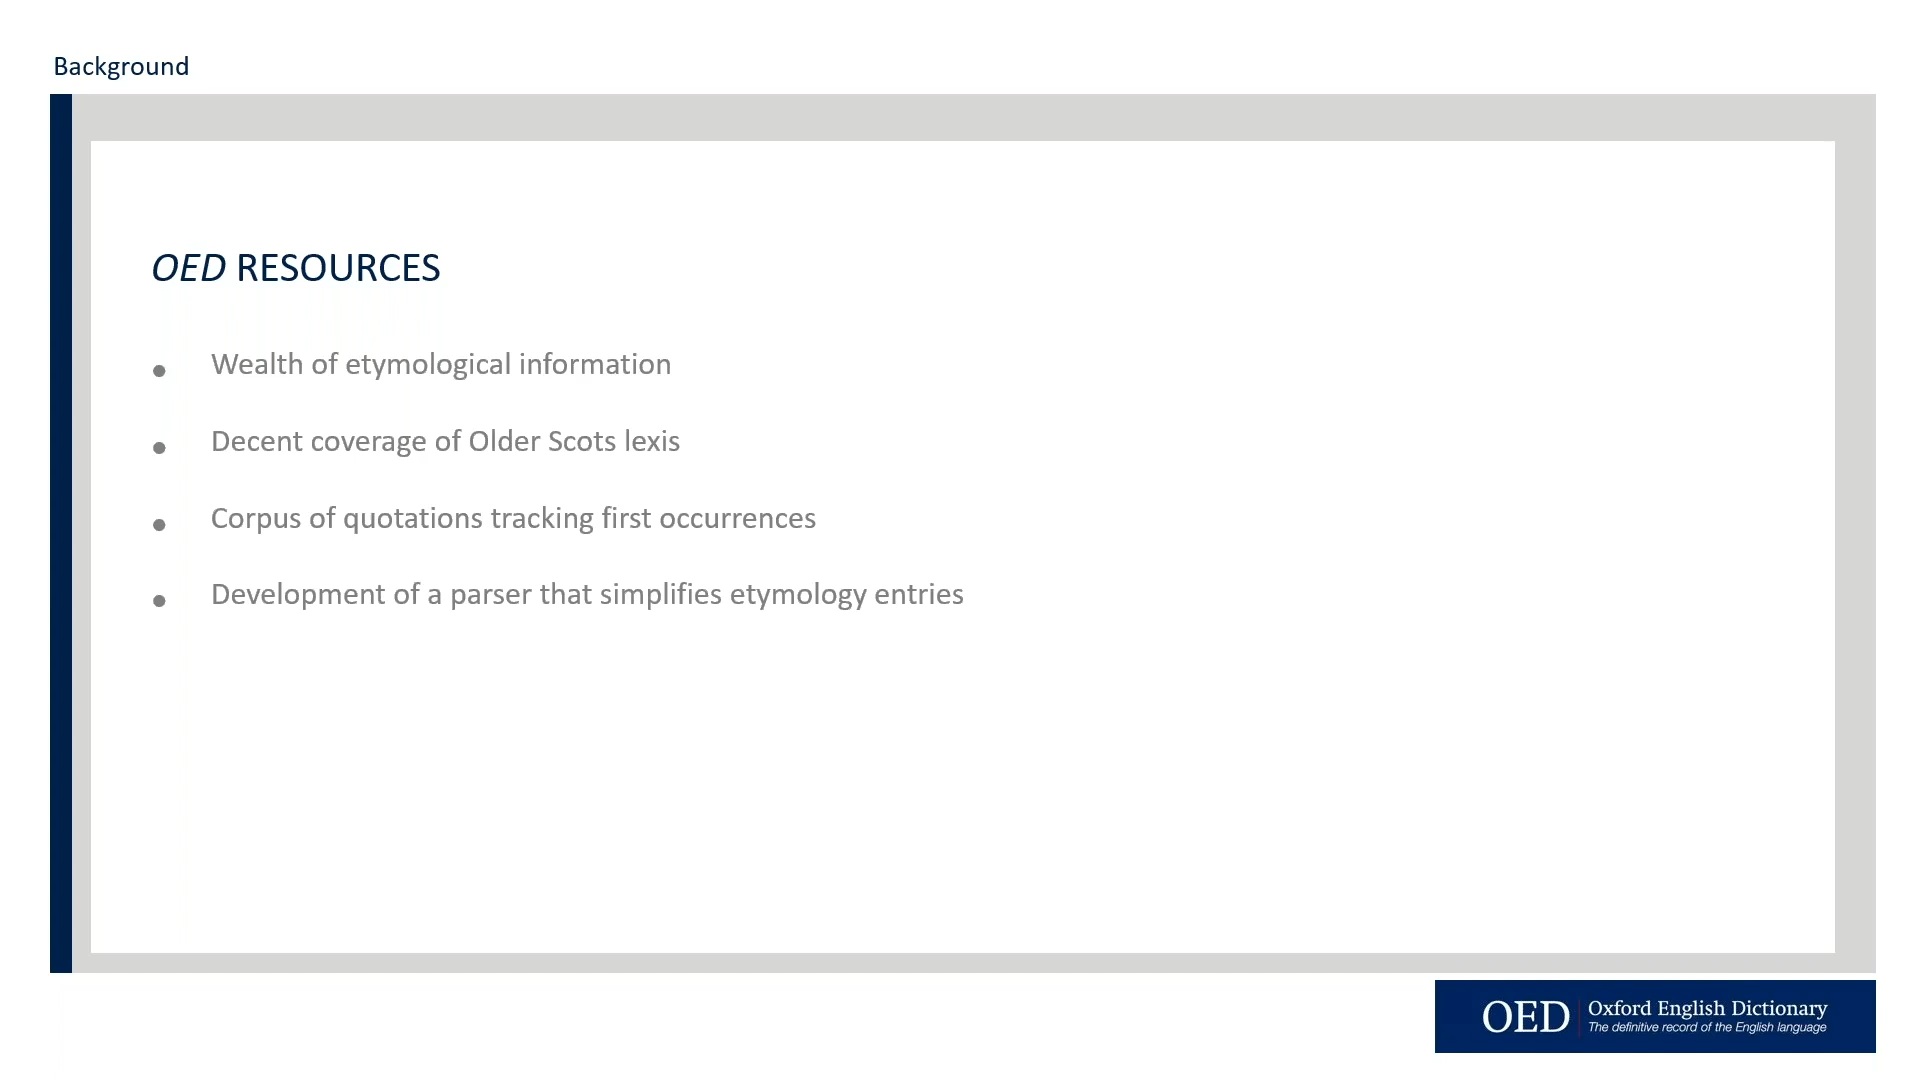 Background
OED RESOURCES
• Wealth of etymological information
• Decent coverage of Older Scots lexis
• Corpus of quotations tracking first occurrences
• Development of a parser that simplifies etymology entries
OED
Oxford English Dictionary
The definitive record of the English language